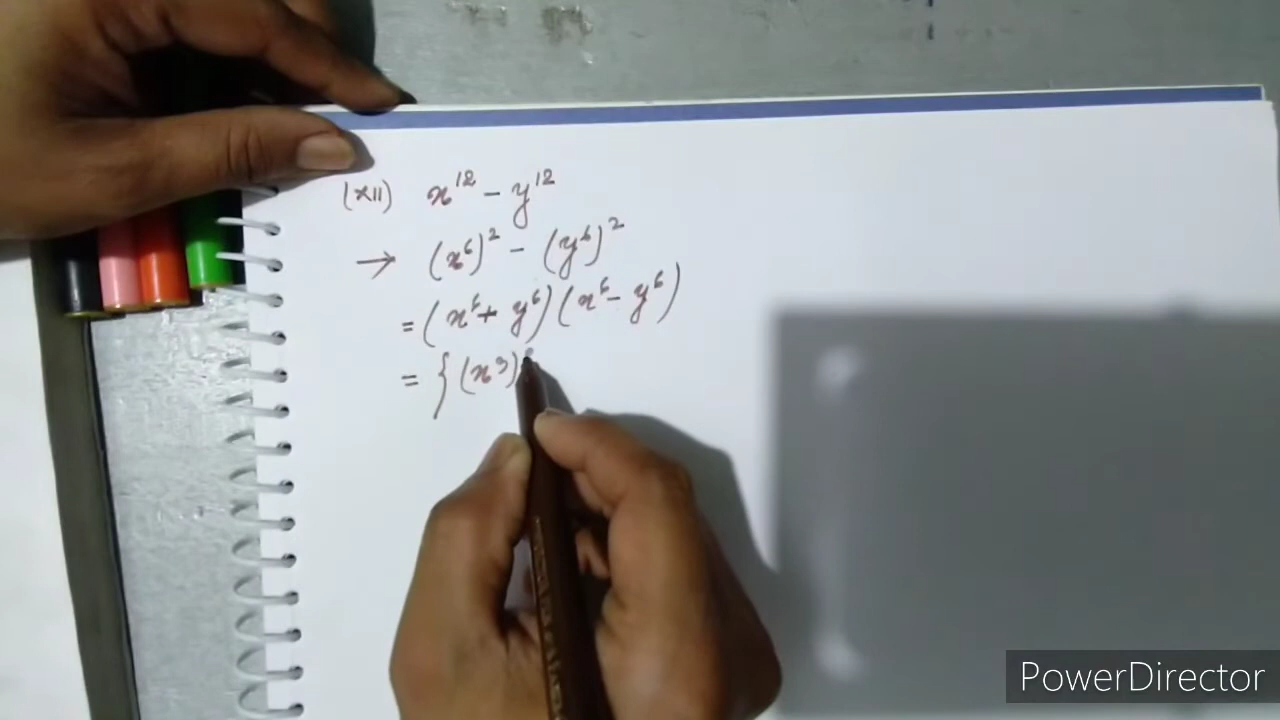 (XII) x¹² - y¹²
→ (x⁶)² - (y⁶)²
= (x⁶ + y⁶)(x⁶ - y⁶)
= {(x³)
PowerDirector